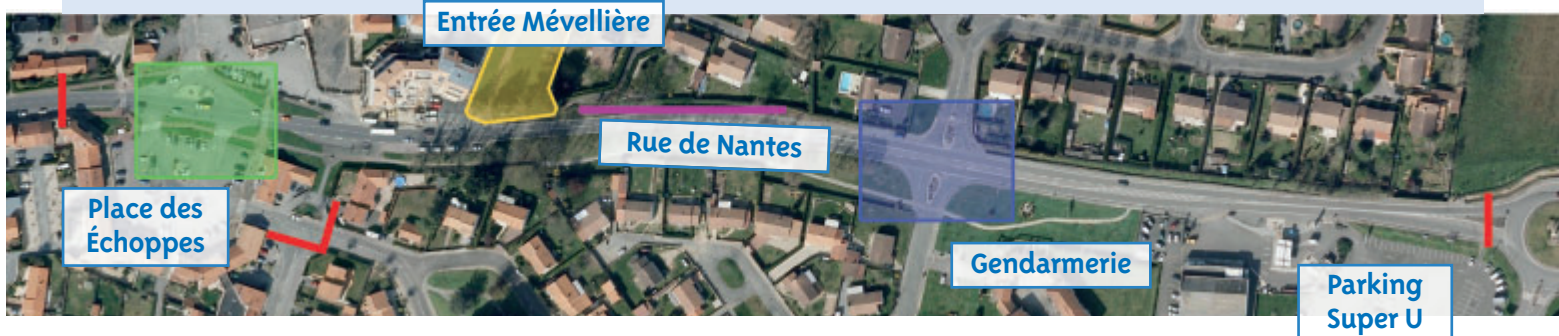 Entrée Mévellière
Rue de Nantes
Place des
Échoppes
Gendarmerie
Parking
Super U